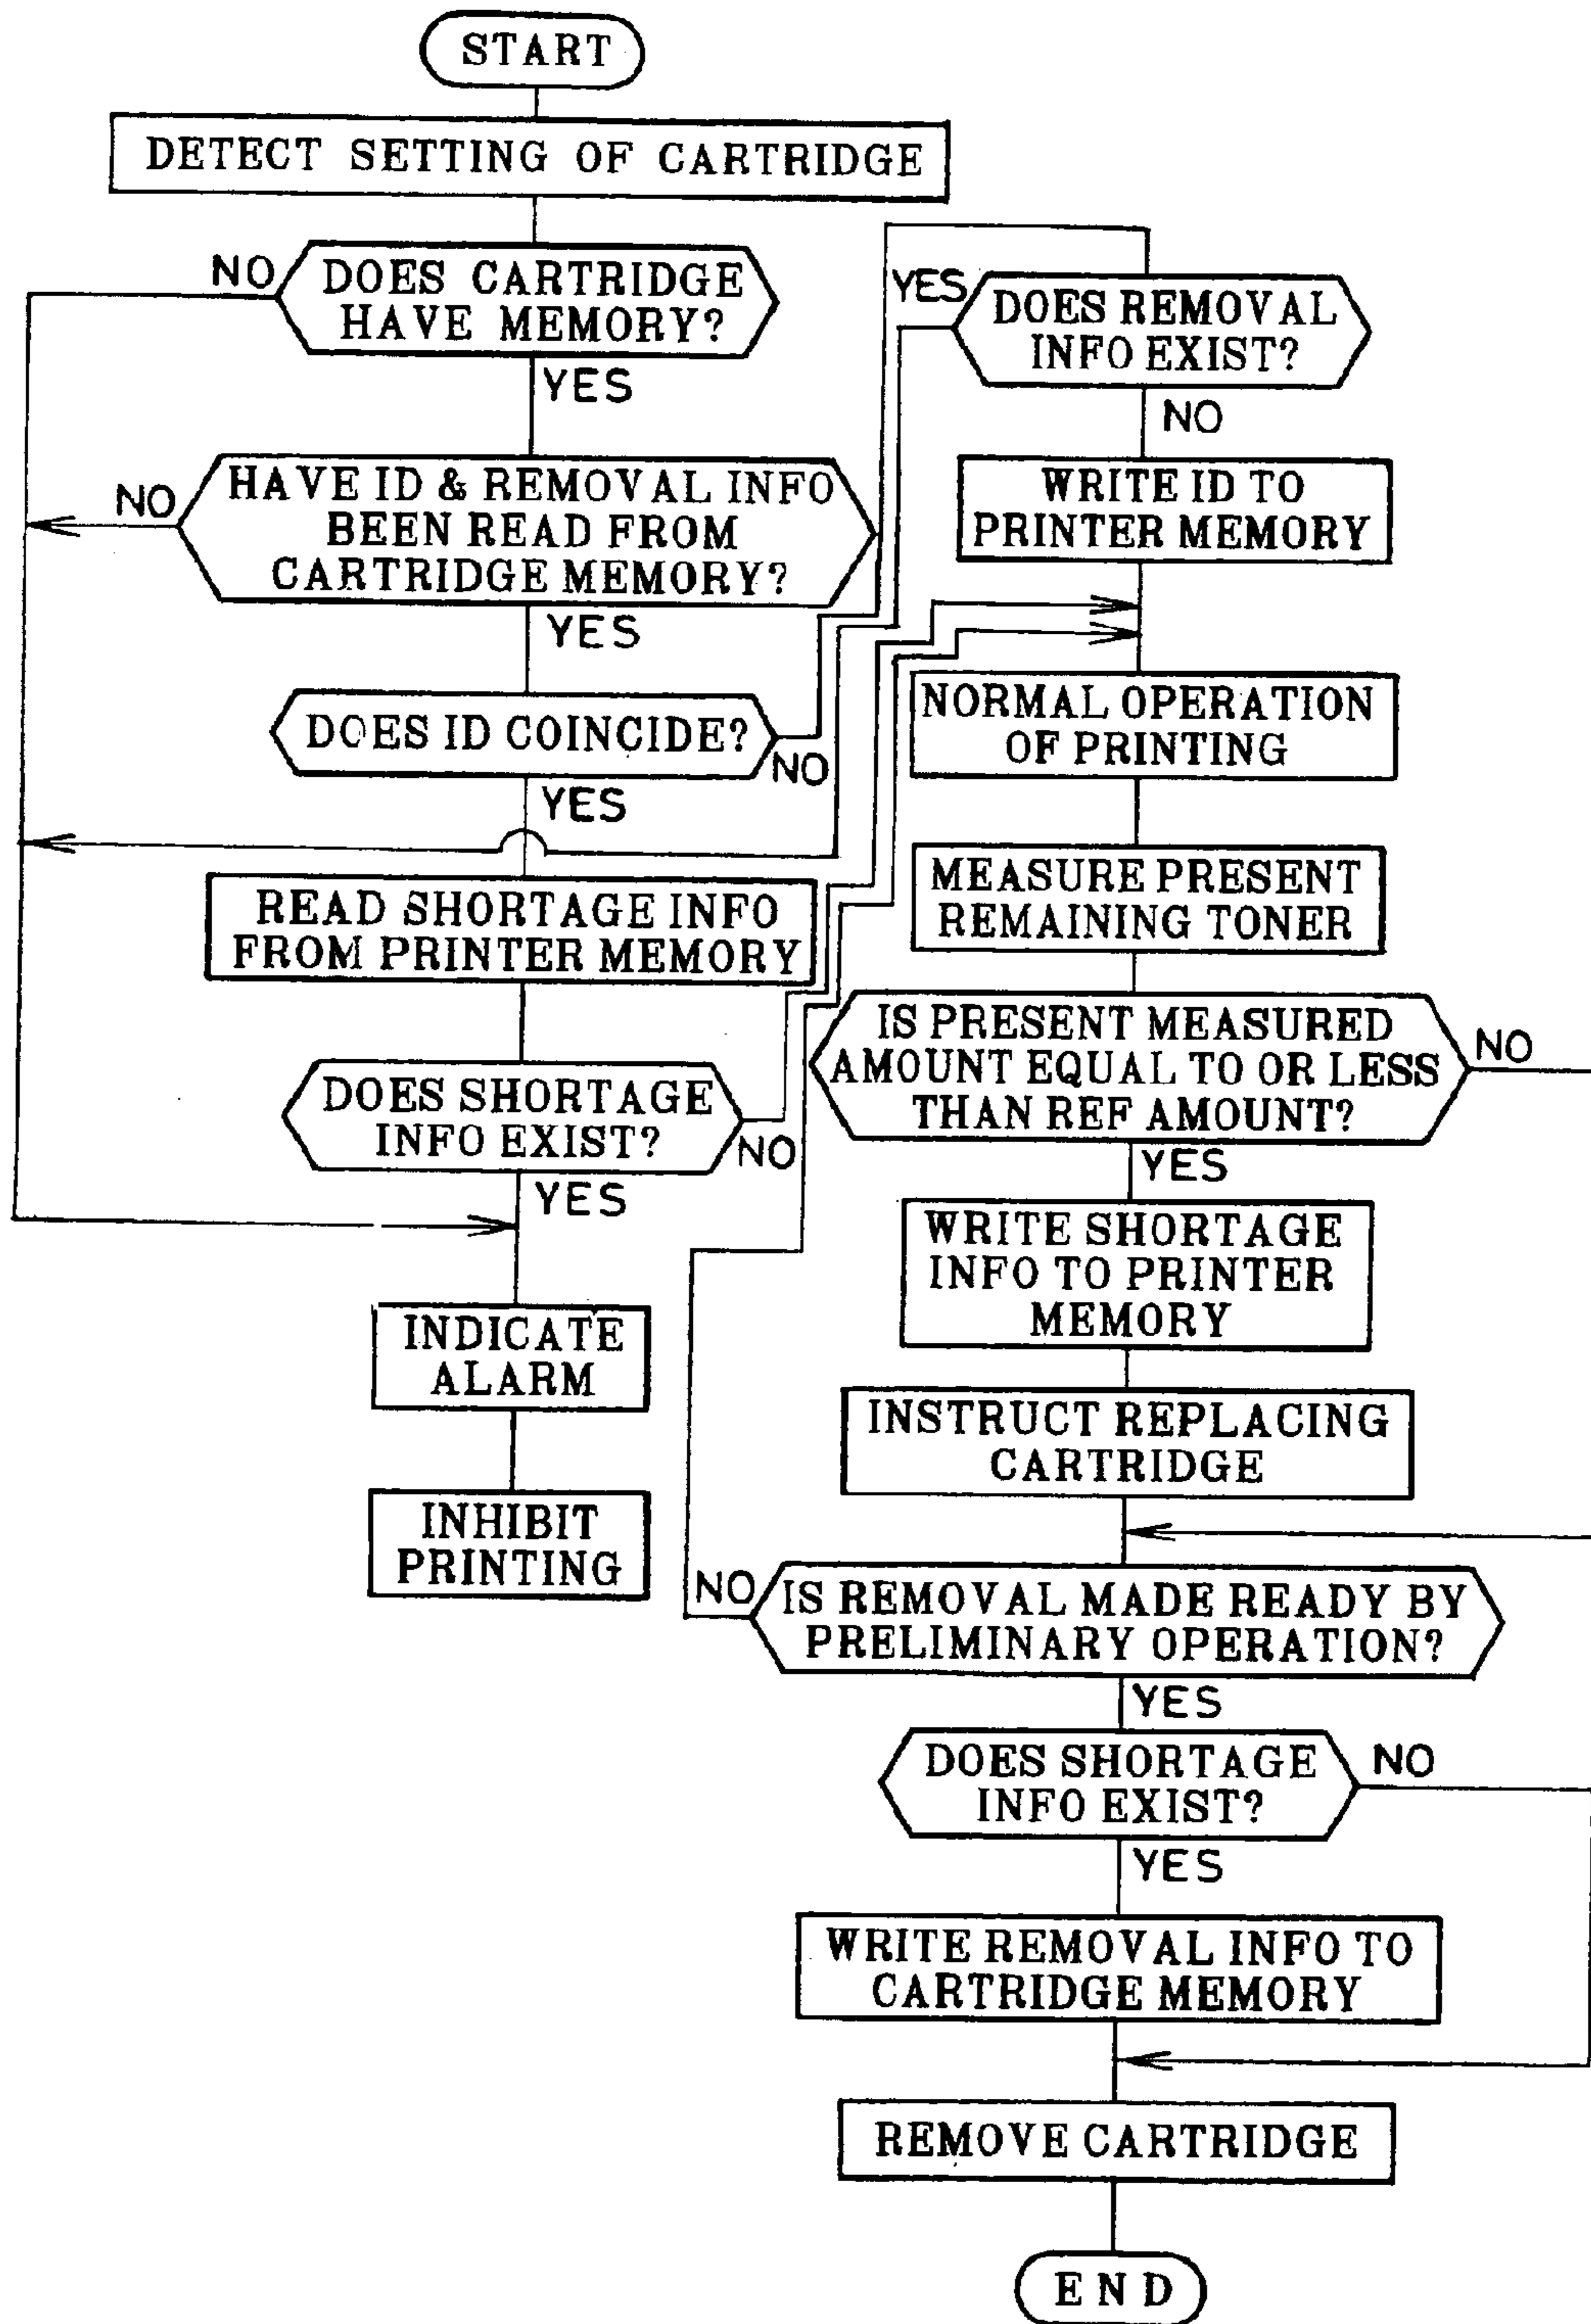 START
DETECT SETTING OF CARTRIDGE
NO
DOES CARTRIDGE
HAVE MEMORY?
YES
NO
HAVE ID & REMOVAL INFO
BEEN READ FROM
CARTRIDGE MEMORY?
YES
DOES ID COINCIDE?
NO
YES
READ SHORTAGE INFO
FROM PRINTER MEMORY
DOES SHORTAGE
INFO EXIST?
NO
YES
INDICATE
ALARM
INHIBIT
PRINTING
YES
DOES REMOVAL
INFO EXIST?
NO
WRITE ID TO
PRINTER MEMORY
NORMAL OPERATION
OF PRINTING
MEASURE PRESENT
REMAINING TONER
IS PRESENT MEASURED
AMOUNT EQUAL TO OR LESS
THAN REF AMOUNT?
NO
YES
WRITE SHORTAGE
INFO TO PRINTER
MEMORY
INSTRUCT REPLACING
CARTRIDGE
NO
IS REMOVAL MADE READY BY
PRELIMINARY OPERATION?
YES
DOES SHORTAGE
INFO EXIST?
NO
YES
WRITE REMOVAL INFO TO
CARTRIDGE MEMORY
REMOVE CARTRIDGE
END